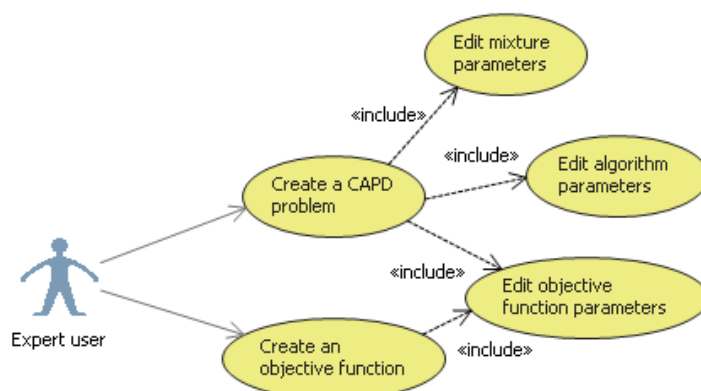 Edit mixture
parameters
«include»
«include»
Edit algorithm
parameters
Create a CAPD
problem
«include»
Edit objective
function parameters
Expert user
Create an
objective function
«include»